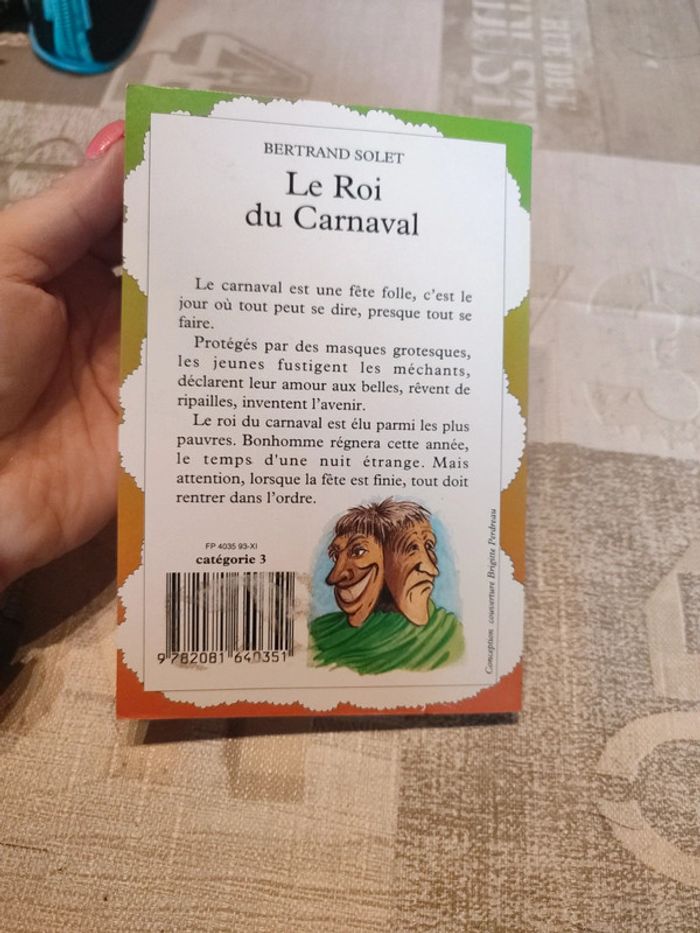 BERTRAND SOLET
Le Roi
du Carnaval
Le carnaval est une fête folle, c'est le
jour où tout peut se dire, presque tout se
faire.
Protégés par des masques grotesques,
les jeunes fustigent les méchants,
déclarent leur amour aux belles, rêvent de
ripailles, inventent l'avenir.
Le roi du carnaval est élu parmi les plus
pauvres. Bonhomme régnera cette année,
le temps d'une nuit étrange. Mais
attention, lorsque la fête est finie, tout doit
rentrer dans l'ordre.
FP 4035 93-XI
catégorie 3
9 782081 640351
Conception couverture Brigitte Perdreau